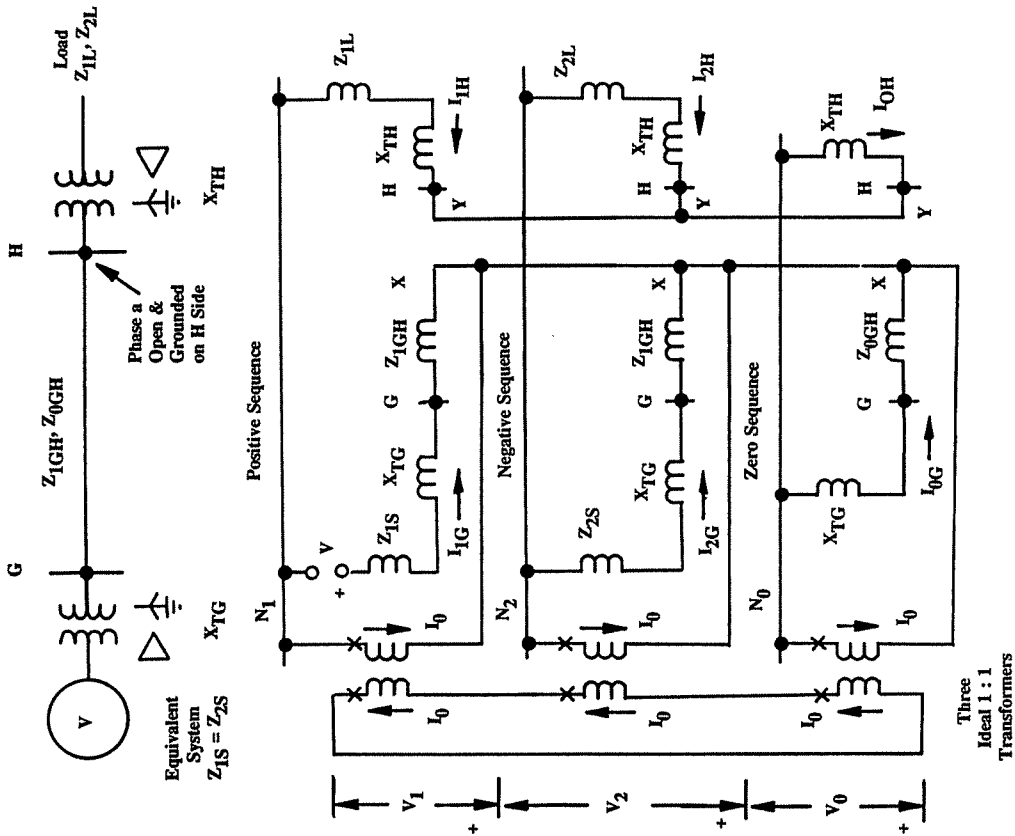 G
H
Z1GH, Z0GH
Load
Z1L, Z2L
V
XTG
XTH
Phase a
Open &
Grounded
on H Side
Equivalent
System
Z1S = Z2S
N1
Positive Sequence
V
+
Z1S
XTG
G
Z1GH
X
H
Y
XTH
Z1L
I0
I1G
I1H
I0
N2
Negative Sequence
Z2S
XTG
G
Z1GH
X
H
Y
XTH
Z2L
I0
I2G
I2H
I0
N0
Zero Sequence
XTG
G
Z0GH
X
H
Y
XTH
I0
I0G
IOH
I0
V1
+
V2
+
V0
+
Three
Ideal 1 : 1
Transformers